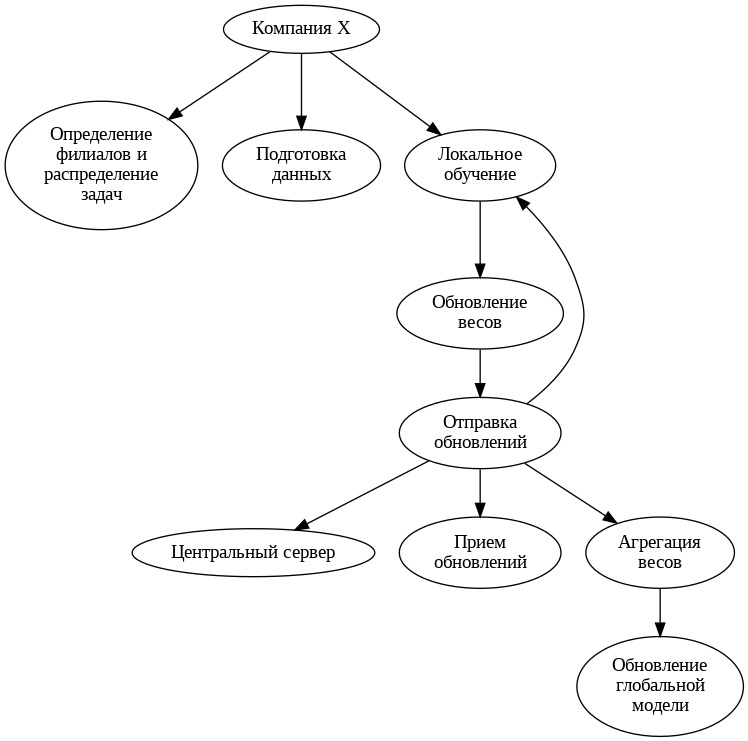 Компания X
Определение
филиалов и
распределение
задач
Подготовка
данных
Локальное
обучение
Обновление
весов
Отправка
обновлений
Центральный сервер
Прием
обновлений
Агрегация
весов
Обновление
глобальной
модели